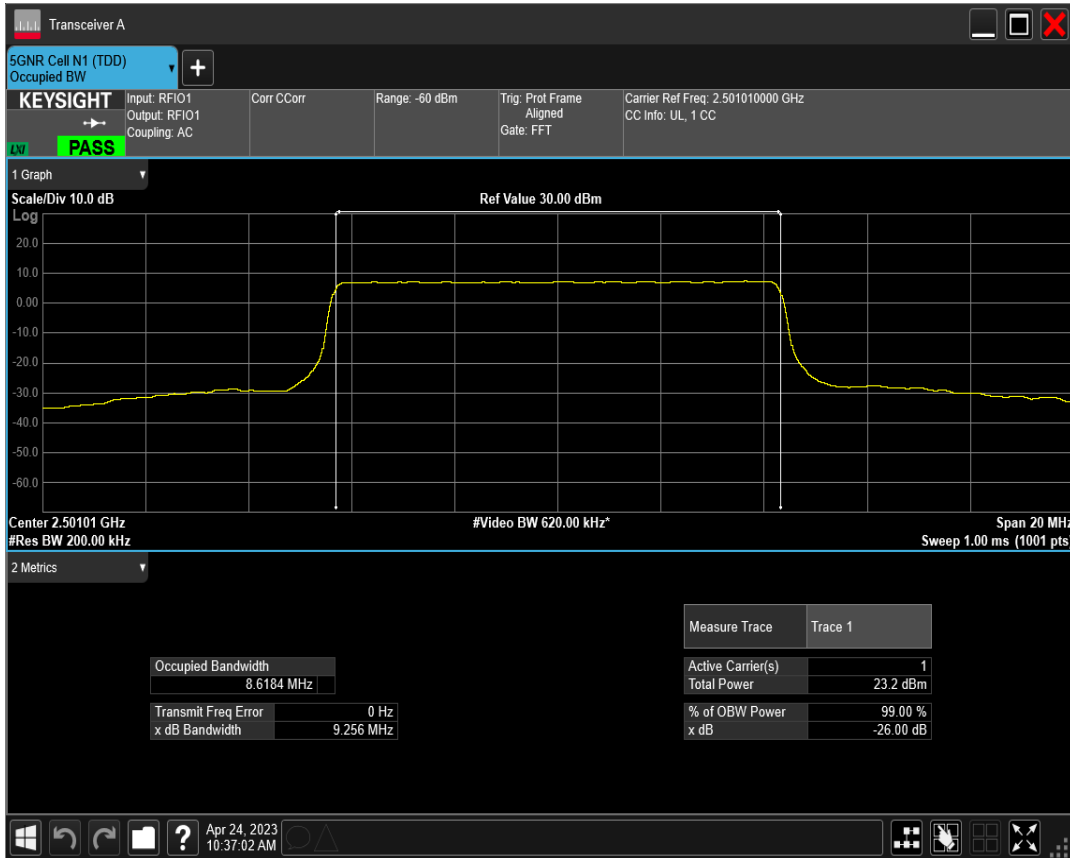 Transceiver A
5GNR Cell N1 (TDD)
Occupied BW
+
KEYSIGHT
LXI
PASS
Input: RFIO1
Output: RFIO1
Coupling: AC
Corr CCorr
Range: -60 dBm
Trig: Prot Frame
Aligned
Gate: FFT
Carrier Ref Freq: 2.501010000 GHz
CC Info: UL, 1 CC
1 Graph
Scale/Div 10.0 dB
Ref Value 30.00 dBm
Log
20.0
10.0
0.00
-10.0
-20.0
-30.0
-40.0
-50.0
-60.0
Center 2.50101 GHz
#Video BW 620.00 kHz*
Span 20 MHz
#Res BW 200.00 kHz
Sweep 1.00 ms (1001 pts)
2 Metrics
Measure Trace Trace 1
Occupied Bandwidth
8.6184 MHz
Active Carrier(s) 1
Total Power 23.2 dBm
Transmit Freq Error 0 Hz
x dB Bandwidth 9.256 MHz
% of OBW Power 99.00 %
x dB -26.00 dB
?
Apr 24, 2023
10:37:02 AM